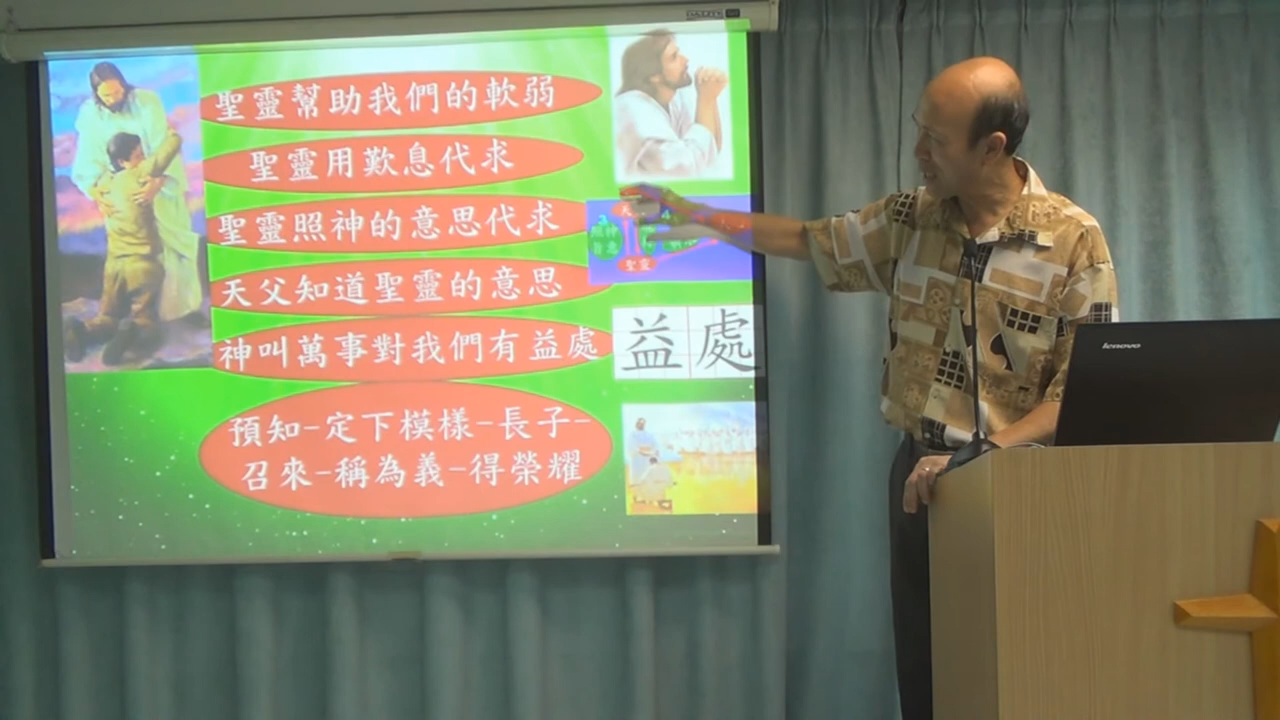 聖靈幫助我們的軟弱
聖靈用歎息代求
聖靈照神的意思代求
天父知道聖靈的意思
神叫萬事對我們有益處
預知-定下模樣-長子-
召來-稱為義-得榮耀
3
4
聖靈
益處
lenovo